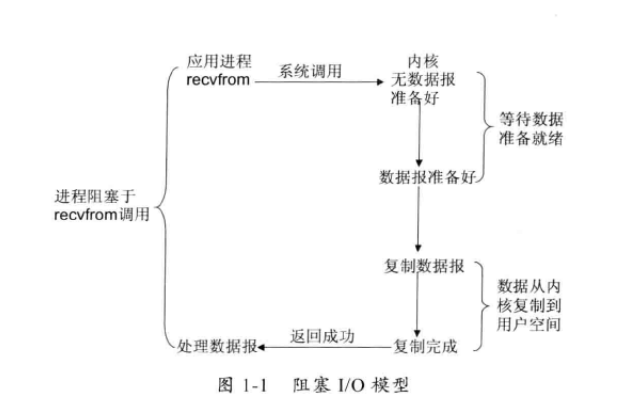 应用进程
recvfrom
系统调用
内核
无数据报
准备好
等待数据
准备就绪
数据报准备好
进程阻塞于
recvfrom调用
复制数据报
数据从内
核复制到
用户空间
处理数据报
返回成功
复制完成
图 1-1 阻塞 I/O 模型